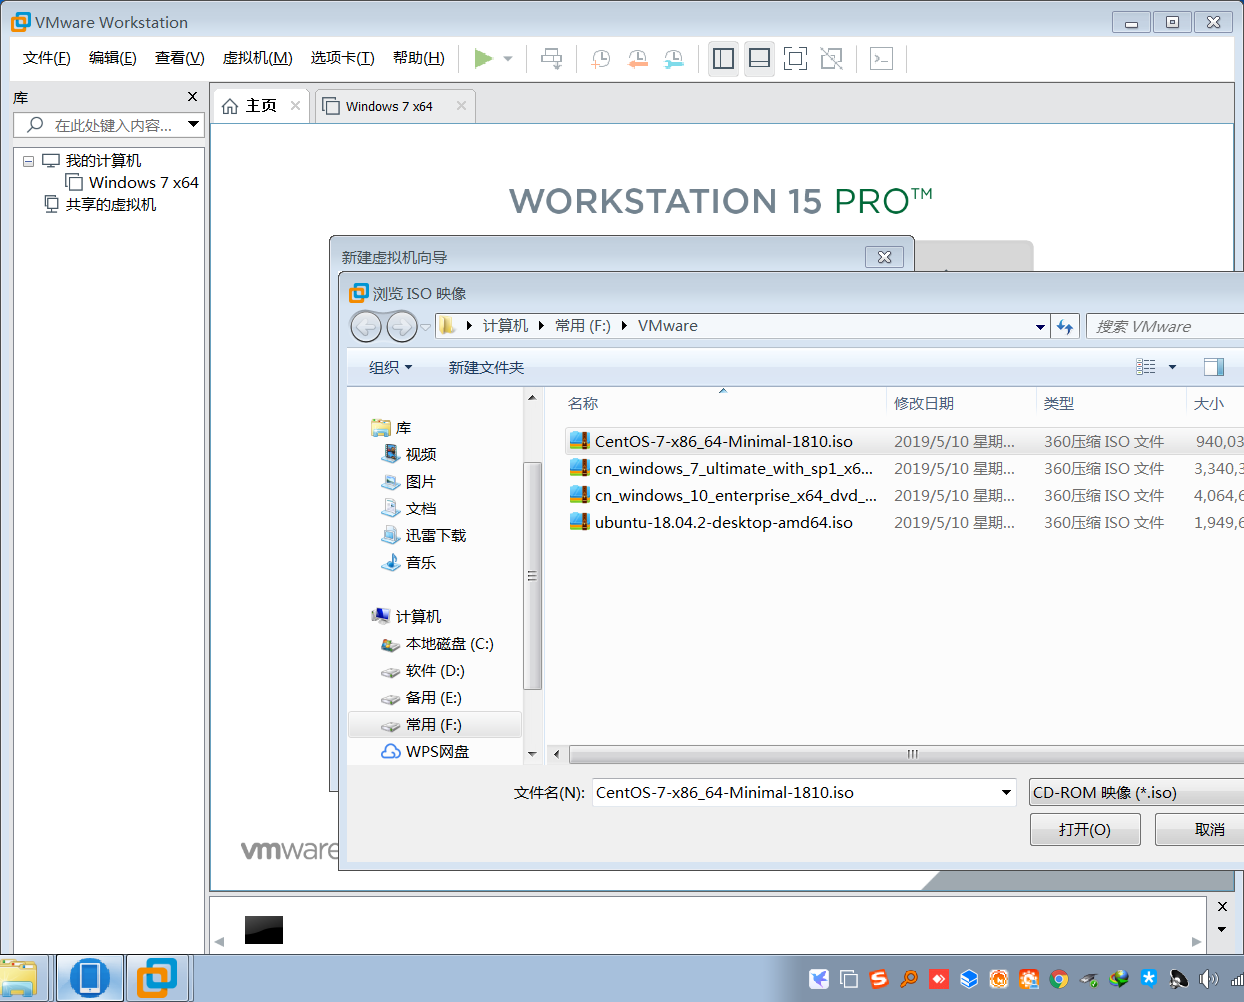 VMware Workstation
文件(F) 编辑(E) 查看(V) 虚拟机(M) 选项卡(T) 帮助(H)
库
在此处键入内容...
主页 Windows 7 x64
我的计算机
Windows 7 x64
共享的虚拟机
WORKSTATION 15 PRO™
新建虚拟机向导
浏览 ISO 映像
计算机 常用 (F:) VMware
搜索 VMware
组织 新建文件夹
名称 修改日期 类型 大小
CentOS-7-x86_64-Minimal-1810.iso 2019/5/10 星期... 360压缩 ISO 文件 940,03
cn_windows_7_ultimate_with_sp1_x6... 2019/5/10 星期... 360压缩 ISO 文件 3,340,3
cn_windows_10_enterprise_x64_dvd_... 2019/5/10 星期... 360压缩 ISO 文件 4,064,6
ubuntu-18.04.2-desktop-amd64.iso 2019/5/10 星期... 360压缩 ISO 文件 1,949,6
库
视频
图片
文档
迅雷下载
音乐
计算机
本地磁盘 (C:)
软件 (D:)
备用 (E:)
常用 (F:)
WPS网盘
文件名(N): CentOS-7-x86_64-Minimal-1810.iso CD-ROM 映像 (*.iso)
打开(O) 取消
vmware